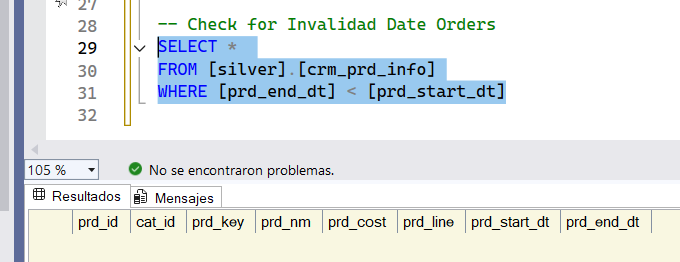 27
28 -- Check for Invalidad Date Orders
29 SELECT *
30 FROM [silver].[crm_prd_info]
31 WHERE [prd_end_dt] < [prd_start_dt]
32
105 % No se encontraron problemas.
Resultados Mensajes
prd_id cat_id prd_key prd_nm prd_cost prd_line prd_start_dt prd_end_dt